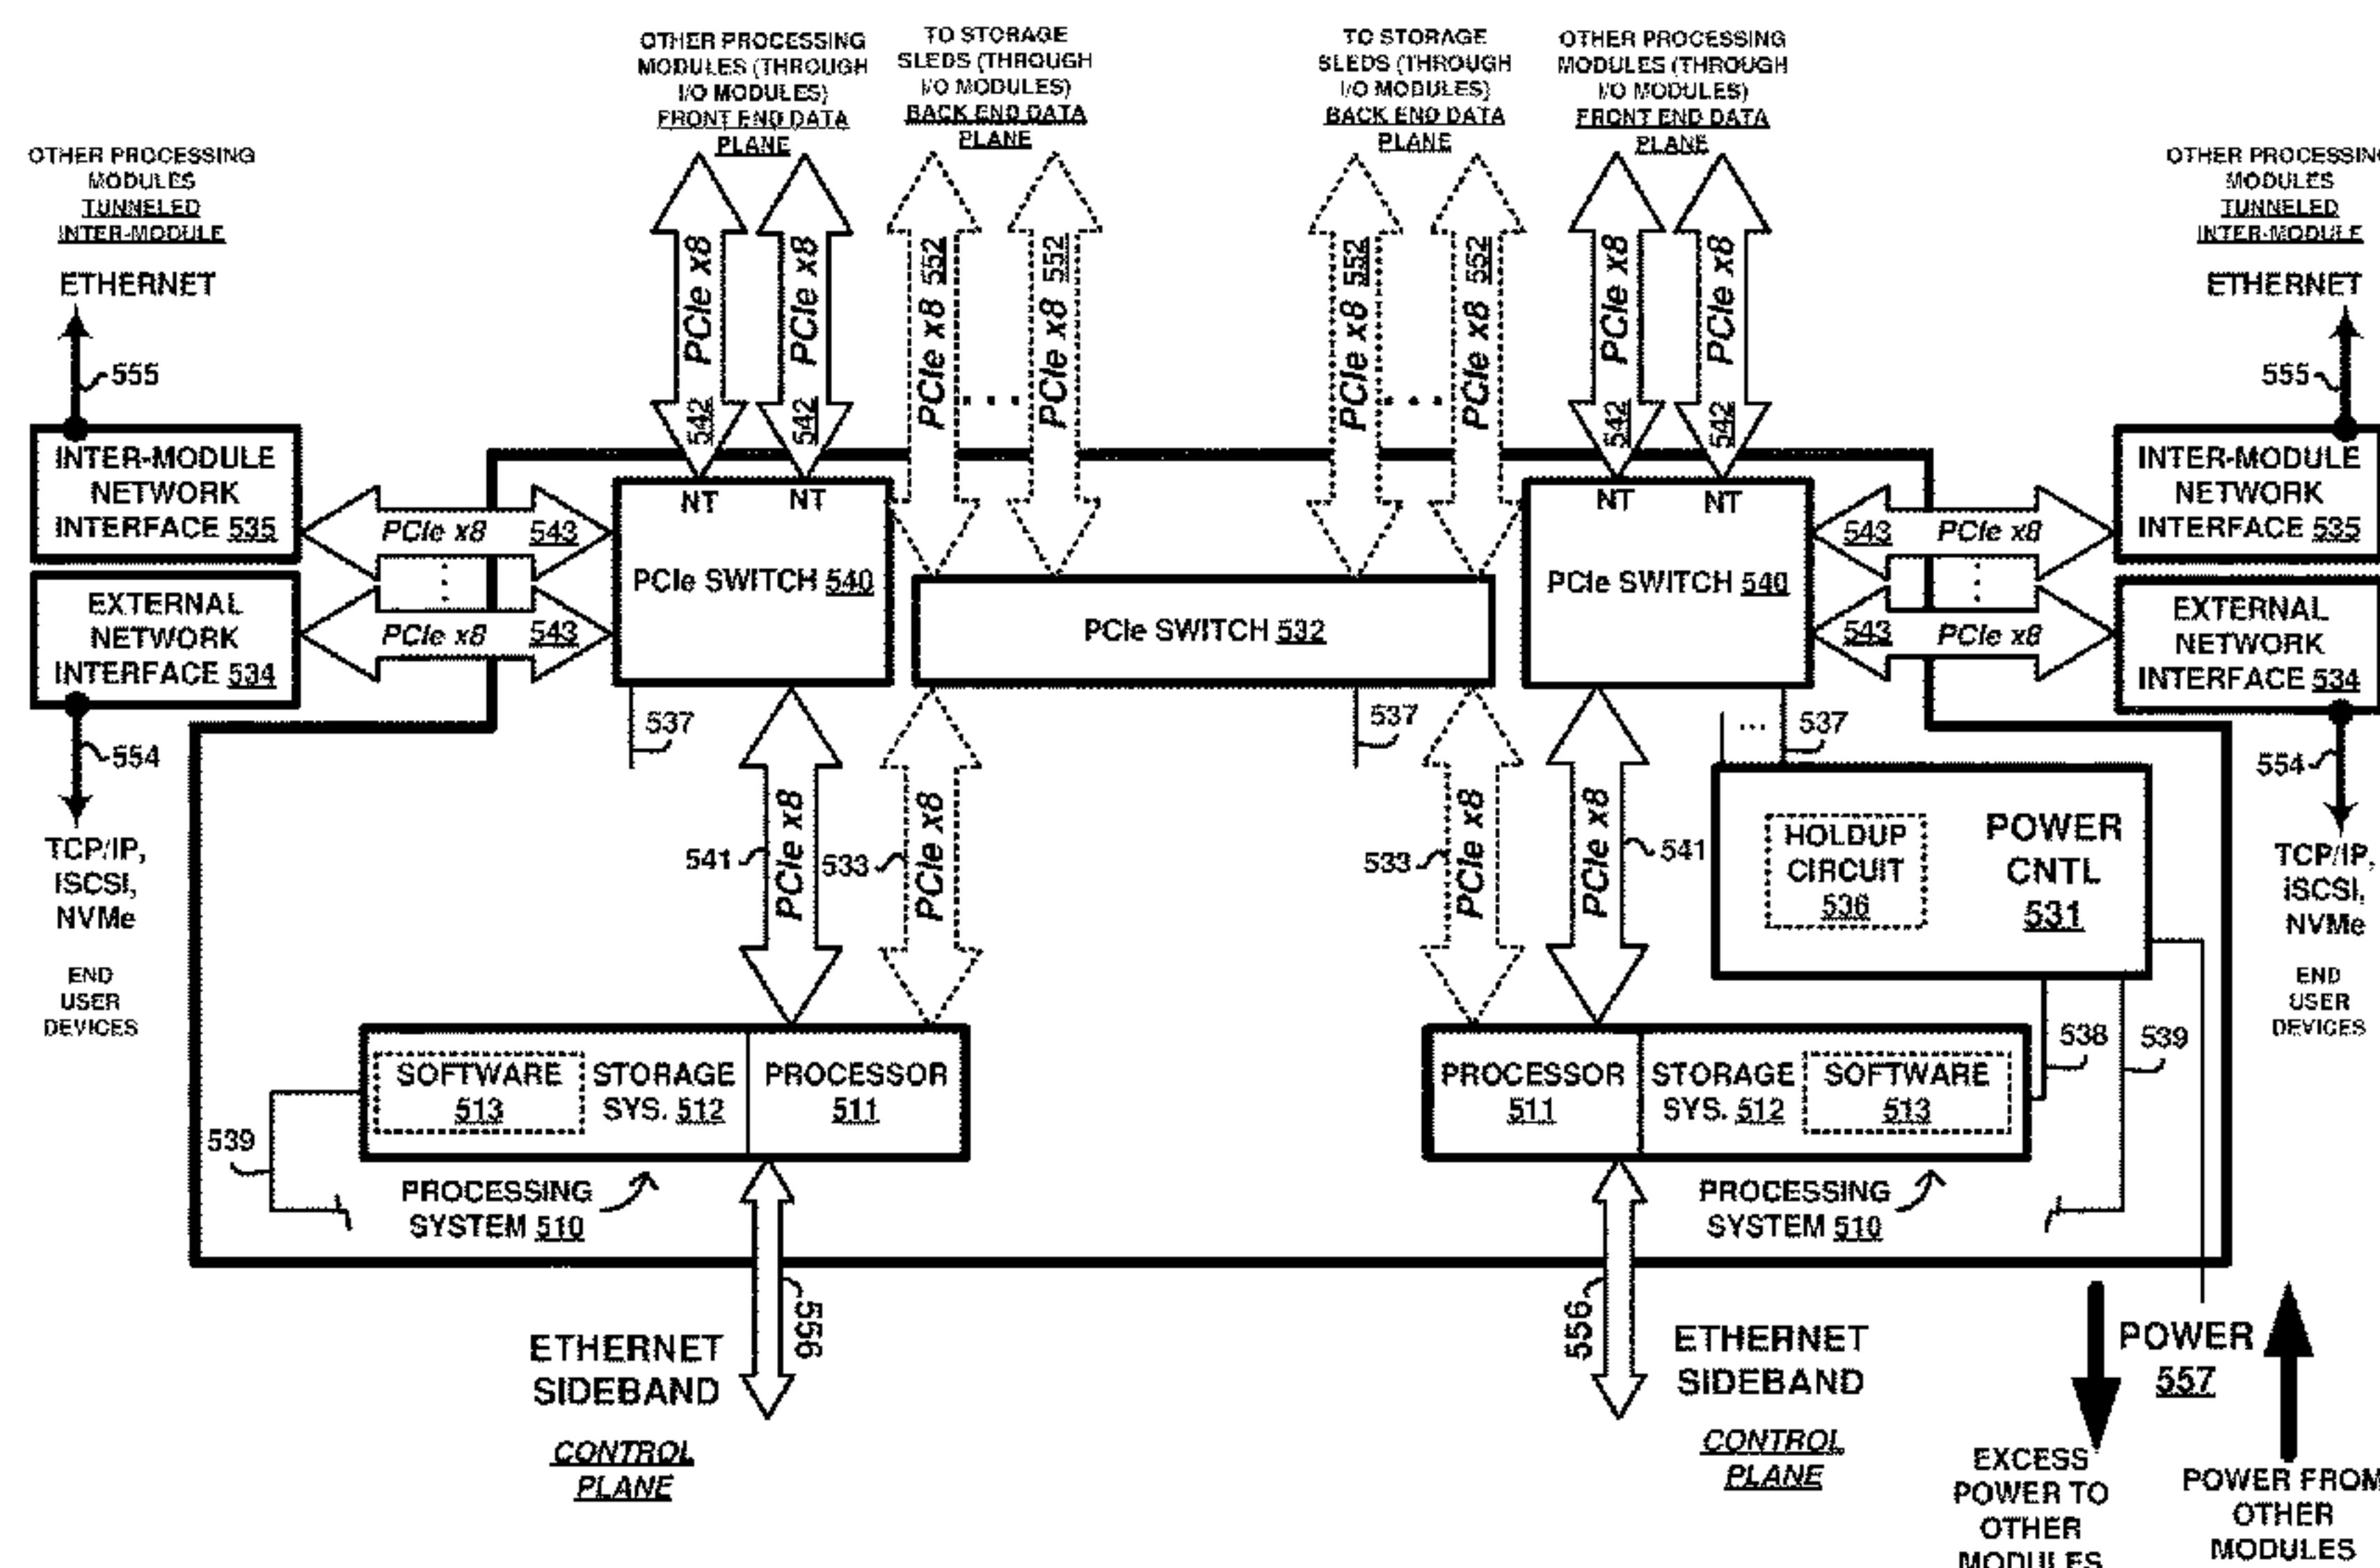 OTHER PROCESSING
MODULES (THROUGH
I/O MODULES)
FRONT END DATA
PLANE
TO STORAGE
SLEDS (THROUGH
I/O MODULES)
BACK END DATA
PLANE
TO STORAGE
SLEDS (THROUGH
I/O MODULES)
BACK END DATA
PLANE
OTHER PROCESSING
MODULES (THROUGH
I/O MODULES)
FRONT END DATA
PLANE
OTHER PROCESSING
MODULES
TUNNELED
INTER-MODULE
ETHERNET
555
OTHER PROCESSING
MODULES
TUNNELED
INTER-MODULE
ETHERNET
555
PCIe x8 542
PCIe x8 542
PCIe x8 552
...
PCIe x8 552
PCIe x8 552
...
PCIe x8 552
PCIe x8 542
PCIe x8 542
INTER-MODULE
NETWORK
INTERFACE 535
PCIe x8 543
EXTERNAL
NETWORK
INTERFACE 534
PCIe x8 543
NT NT
PCIe SWITCH 540
PCIe SWITCH 532
NT NT
PCIe SWITCH 540
543 PCIe x8
INTER-MODULE
NETWORK
INTERFACE 535
543 PCIe x8
EXTERNAL
NETWORK
INTERFACE 534
554
TCP/IP,
iSCSI,
NVMe
END
USER
DEVICES
537
541
PCIe x8
533
PCIe x8
537
533
PCIe x8
PCIe x8
541
... 537
HOLDUP
CIRCUIT
536
POWER
CNTL
531
554
TCP/IP,
iSCSI,
NVMe
END
USER
DEVICES
538
539
SOFTWARE
513
STORAGE
SYS. 512
PROCESSOR
511
539
PROCESSING
SYSTEM 510
PROCESSOR
511
STORAGE
SYS. 512
SOFTWARE
513
PROCESSING
SYSTEM 510
556
ETHERNET
SIDEBAND
CONTROL
PLANE
556
ETHERNET
SIDEBAND
CONTROL
PLANE
POWER
557
EXCESS
POWER TO
OTHER
MODULES
POWER FROM
OTHER
MODULES